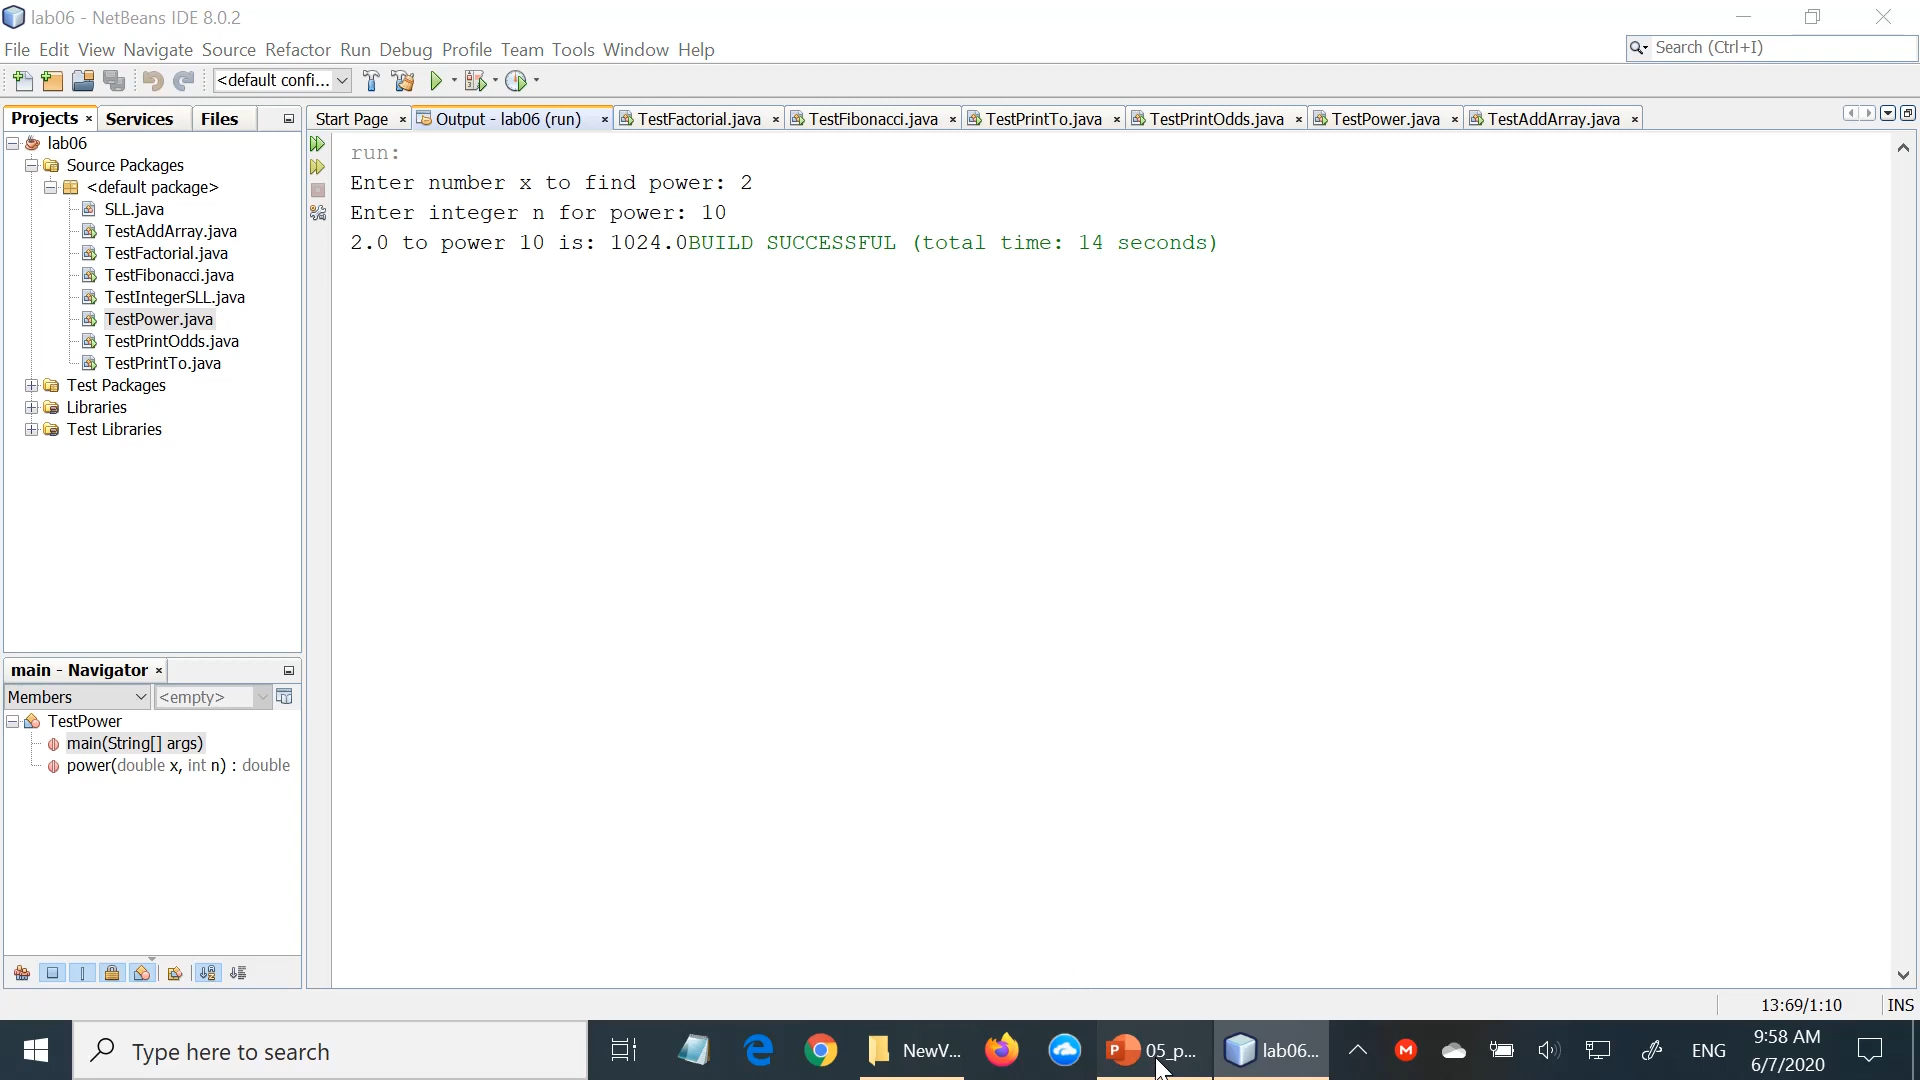 lab06 - NetBeans IDE 8.0.2
File Edit View Navigate Source Refactor Run Debug Profile Team Tools Window Help
Search (Ctrl+I)
<default confi...
Projects Services Files
Start Page Output - lab06 (run) TestFactorial.java TestFibonacci.java TestPrintTo.java TestPrintOdds.java TestPower.java TestAddArray.java
lab06
Source Packages
<default package>
SLL.java
TestAddArray.java
TestFactorial.java
TestFibonacci.java
TestIntegerSLL.java
TestPower.java
TestPrintOdds.java
TestPrintTo.java
Test Packages
Libraries
Test Libraries
run:
Enter number x to find power: 2
Enter integer n for power: 10
2.0 to power 10 is: 1024.0BUILD SUCCESSFUL (total time: 14 seconds)
main - Navigator
Members <empty>
TestPower
main(String[] args)
power(double x, int n) : double
13:69/1:10 INS
Type here to search
NewV...
05_p...
lab06...
ENG
9:58 AM
6/7/2020